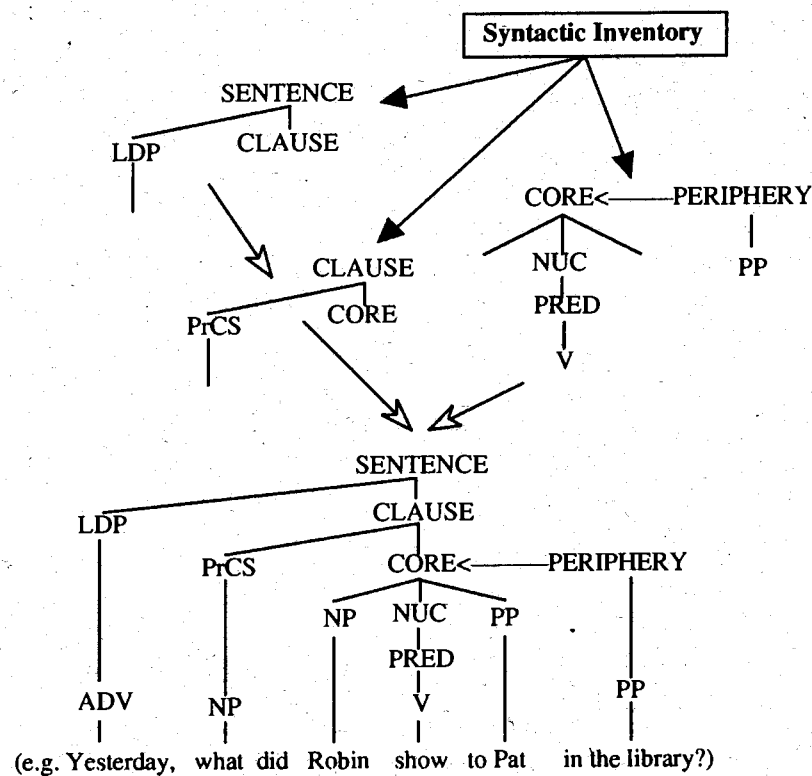 Syntactic Inventory
SENTENCE
LDP CLAUSE
CORE< PERIPHERY
CLAUSE NUC PP
PrCS CORE PRED
V
SENTENCE
LDP CLAUSE
PrCS CORE< PERIPHERY
NP NUC PP
PRED
ADV NP V PP
(e.g. Yesterday, what did Robin show to Pat in the library?)